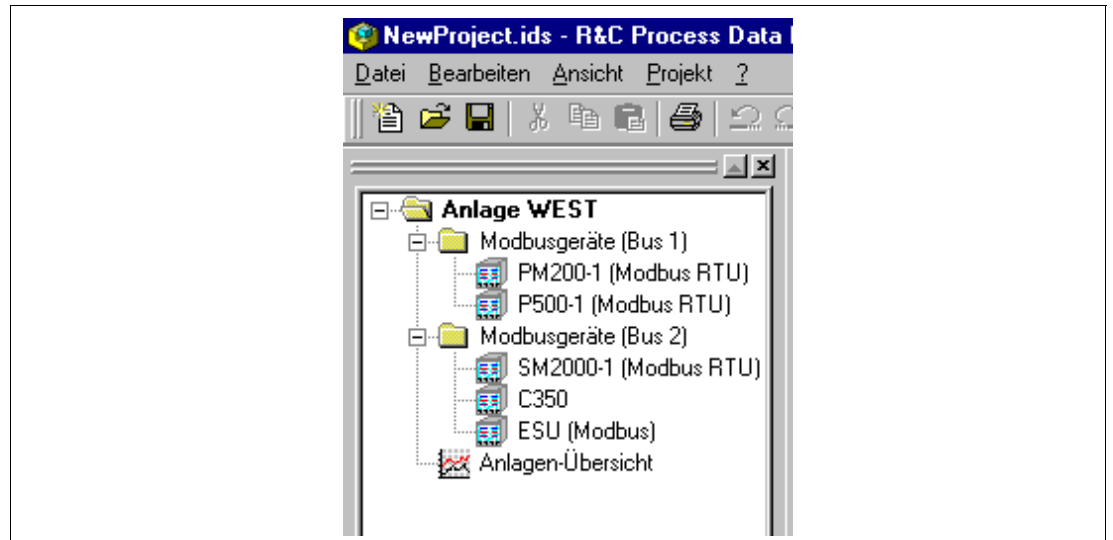 NewProject.ids - R&C Process Data
Datei Bearbeiten Ansicht Projekt ?
Anlage WEST
Modbusgeräte (Bus 1)
PM200-1 (Modbus RTU)
P500-1 (Modbus RTU)
Modbusgeräte (Bus 2)
SM2000-1 (Modbus RTU)
C350
ESU (Modbus)
Anlagen-Übersicht